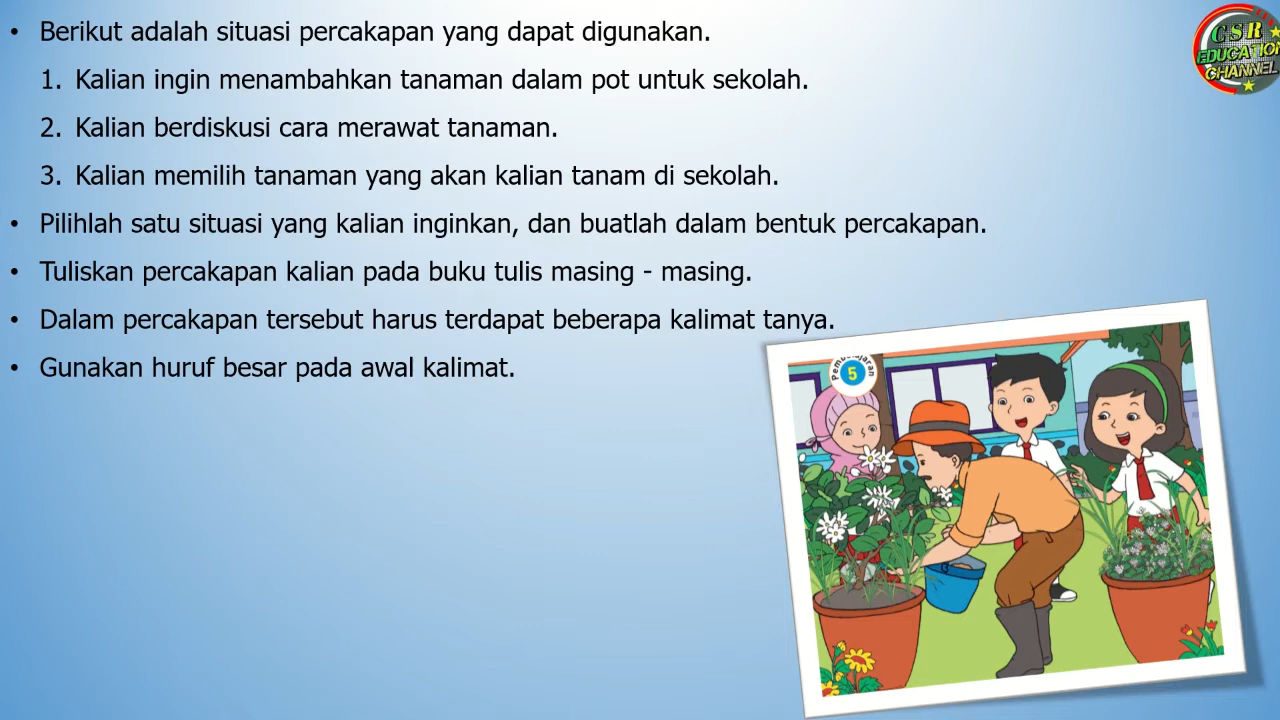 • Berikut adalah situasi percakapan yang dapat digunakan.
1. Kalian ingin menambahkan tanaman dalam pot untuk sekolah.
2. Kalian berdiskusi cara merawat tanaman.
3. Kalian memilih tanaman yang akan kalian tanam di sekolah.
• Pilihlah satu situasi yang kalian inginkan, dan buatlah dalam bentuk percakapan.
• Tuliskan percakapan kalian pada buku tulis masing - masing.
• Dalam percakapan tersebut harus terdapat beberapa kalimat tanya.
• Gunakan huruf besar pada awal kalimat.
GSR
EDUCATION
CHANNEL
Pembelajaran
5